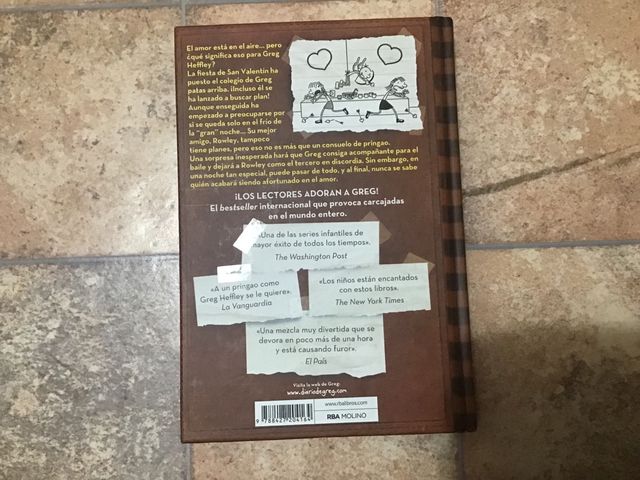 El amor está en el aire... pero
¿qué significa eso para Greg
Heffley?
La fiesta de San Valentín ha
puesto el colegio de Greg
patas arriba. ¡Incluso él se
ha lanzado a buscar plan!
Aunque enseguida ha
empezado a preocuparse por
si se queda solo en el frío de
la "gran" noche... Su mejor
amigo, Rowley, tampoco
tiene planes, pero eso no es más que un consuelo de pringao.
Una sorpresa inesperada hará que Greg consiga acompañante para el
baile y dejará a Rowley como el tercero en discordia. Sin embargo, en
una noche tan especial, puede pasar de todo, y al final, nunca se sabe
quién acabará siendo afortunado en el amor.
¡LOS LECTORES ADORAN A GREG!
El bestseller internacional que provoca carcajadas
en el mundo entero.
«Una de las series infantiles de
mayor éxito de todos los tiempos».
The Washington Post
«A un pringao como
Greg Heffley se le quiere».
La Vanguardia
«Los niños están encantados
con estos libros».
The New York Times
«Una mezcla muy divertida que se
devora en poco más de una hora
y está causando furor».
El País
Visita la web de Greg:
www.diariodegreg.com
www.rbalibros.com
RBA MOLINO
9 788427 204164